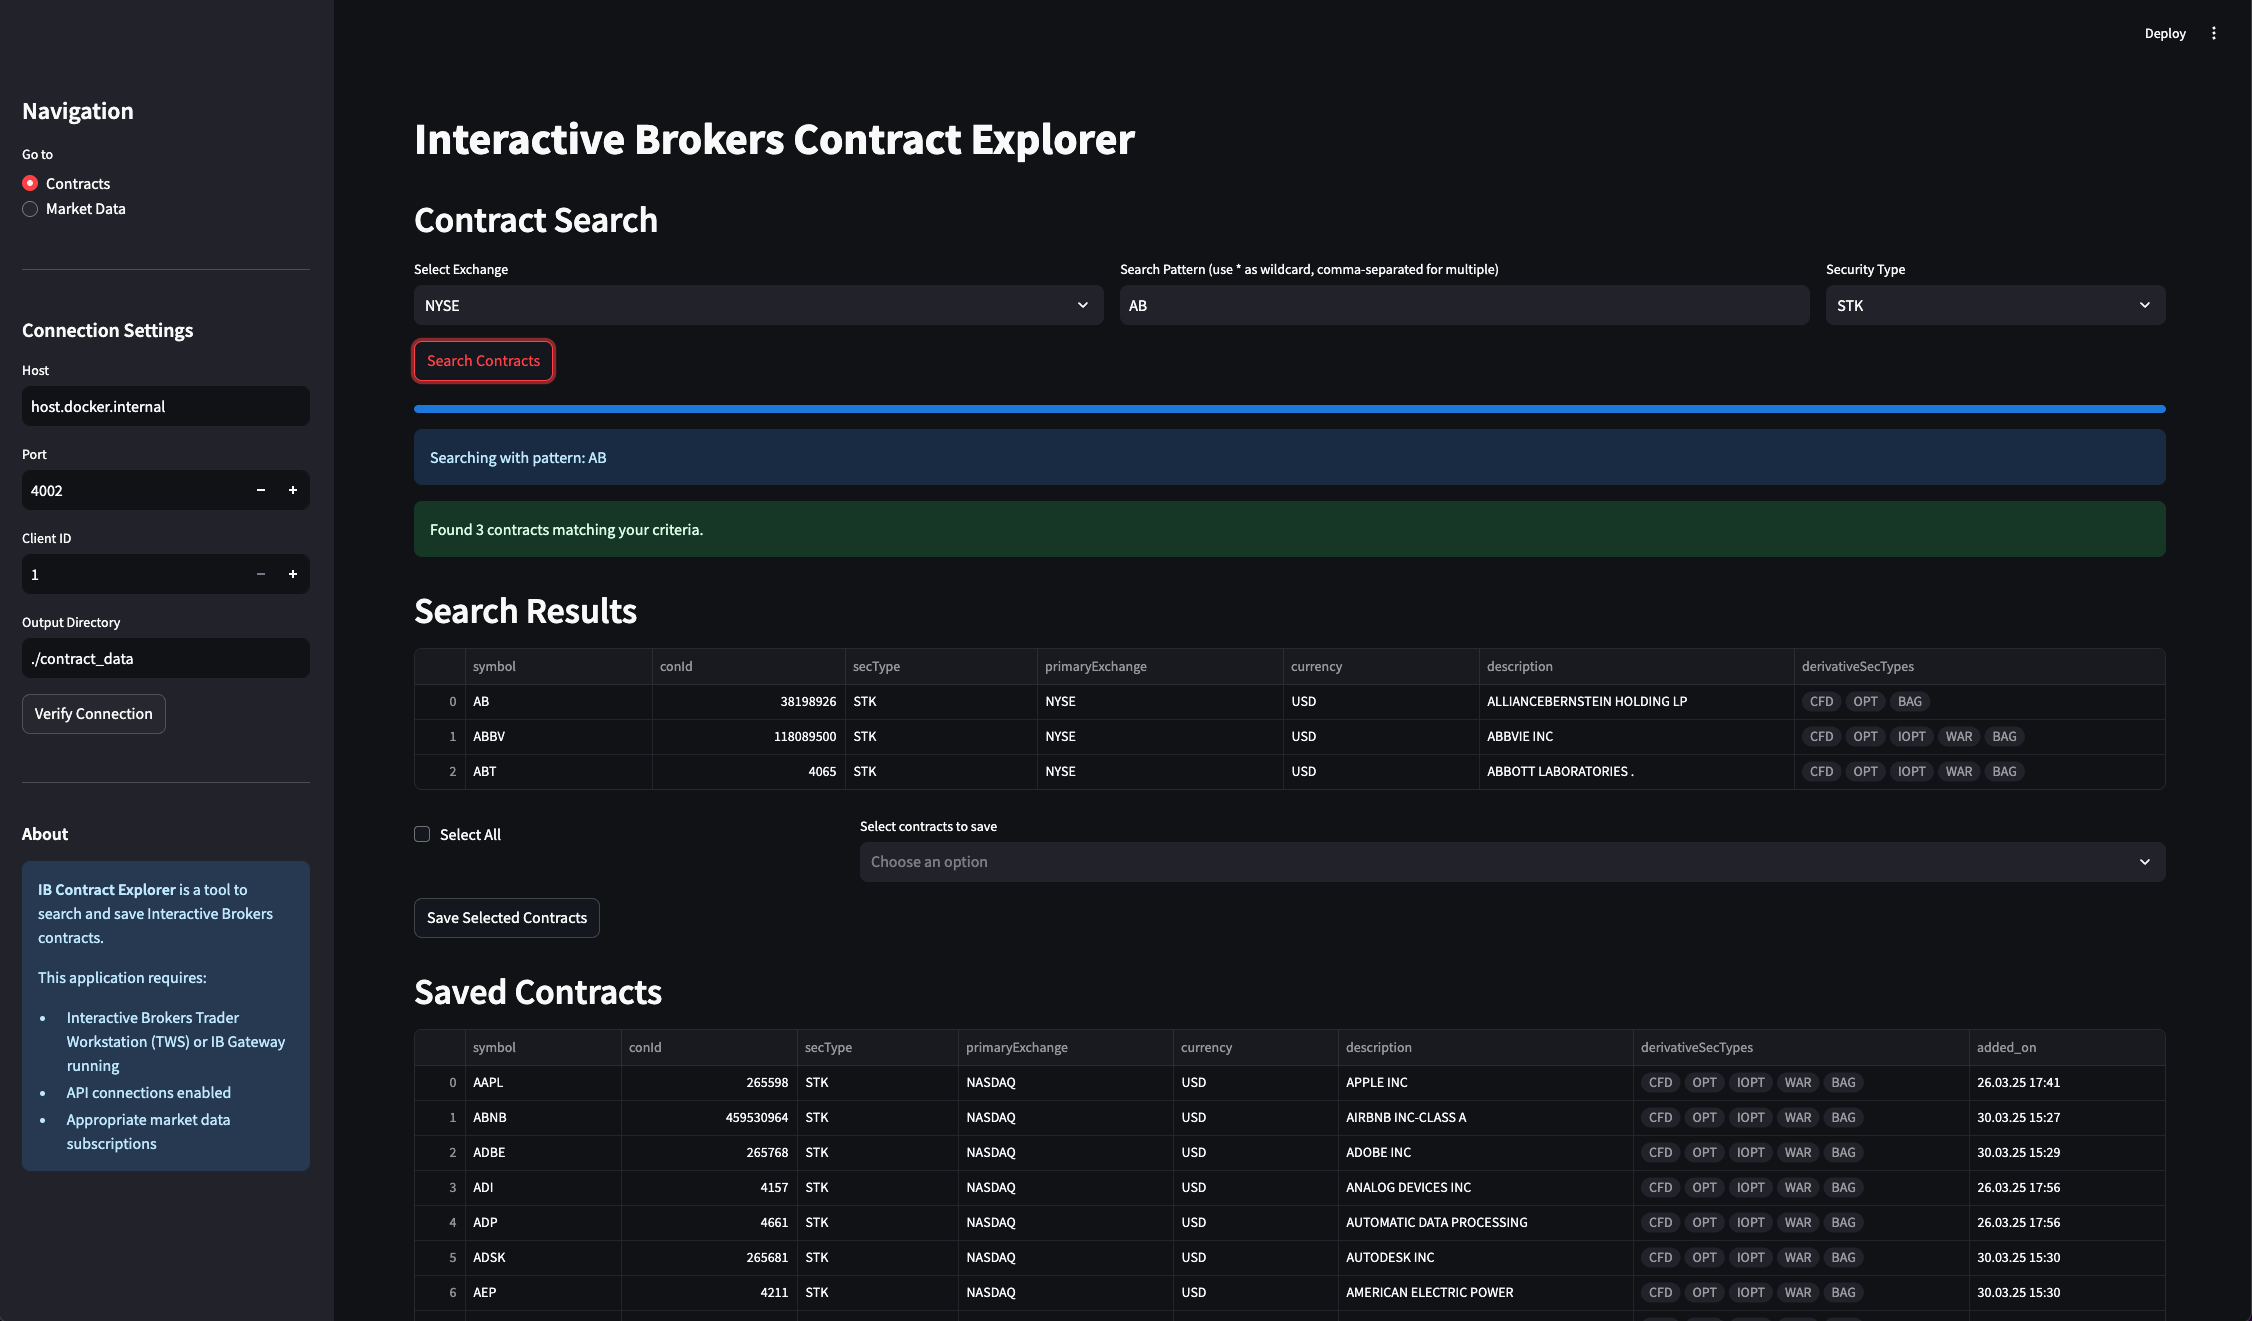 Deploy
Navigation
Go to
Contracts
Market Data
Connection Settings
Host
host.docker.internal
Port
4002
Client ID
1
Output Directory
./contract_data
Verify Connection
About
IB Contract Explorer is a tool to
search and save Interactive Brokers
contracts.
This application requires:
• Interactive Brokers Trader
Workstation (TWS) or IB Gateway
running
• API connections enabled
• Appropriate market data
subscriptions
Interactive Brokers Contract Explorer
Contract Search
Select Exchange Search Pattern (use * as wildcard, comma-separated for multiple) Security Type
NYSE AB STK
Search Contracts
Searching with pattern: AB
Found 3 contracts matching your criteria.
Search Results
symbol conId secType primaryExchange currency description derivativeSecTypes
0 AB 38198926 STK NYSE USD ALLIANCEBERNSTEIN HOLDING LP CFD OPT BAG
1 ABBV 118089500 STK NYSE USD ABBVIE INC CFD OPT IOPT WAR BAG
2 ABT 4065 STK NYSE USD ABBOTT LABORATORIES . CFD OPT IOPT WAR BAG
Select All
Select contracts to save
Choose an option
Save Selected Contracts
Saved Contracts
symbol conId secType primaryExchange currency description derivativeSecTypes added_on
0 AAPL 265598 STK NASDAQ USD APPLE INC CFD OPT IOPT WAR BAG 26.03.25 17:41
1 ABNB 459530964 STK NASDAQ USD AIRBNB INC-CLASS A CFD OPT IOPT WAR BAG 30.03.25 15:27
2 ADBE 265768 STK NASDAQ USD ADOBE INC CFD OPT IOPT WAR BAG 30.03.25 15:29
3 ADI 4157 STK NASDAQ USD ANALOG DEVICES INC CFD OPT IOPT WAR BAG 26.03.25 17:56
4 ADP 4661 STK NASDAQ USD AUTOMATIC DATA PROCESSING CFD OPT IOPT WAR BAG 26.03.25 17:56
5 ADSK 265681 STK NASDAQ USD AUTODESK INC CFD OPT IOPT WAR BAG 30.03.25 15:30
6 AEP 4211 STK NASDAQ USD AMERICAN ELECTRIC POWER CFD OPT IOPT WAR BAG 30.03.25 15:30